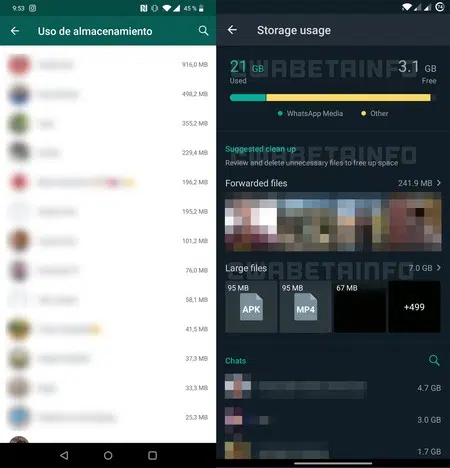 9:53
45 %
Uso de almacenamiento
916,0 MB
498,2 MB
355,2 MB
229,4 MB
196,2 MB
195,2 MB
101,2 MB
76,0 MB
58,1 MB
41,5 MB
37,3 MB
33,3 MB
25,3 MB
74
Storage usage
21 GB
3.1 GB
Used
Free
@WABETAINFO
WhatsApp Media
Other
Suggested clean up
@WABETAINFO
Review and delete unnecessary files to free up space
Forwarded files
241.9 MB
@WABETAINFO
Large files
7.0 GB
95 MB
95 MB
67 MB
APK
MP4
+499
Chats
4.7 GB
3.0 GB
1.7 GB